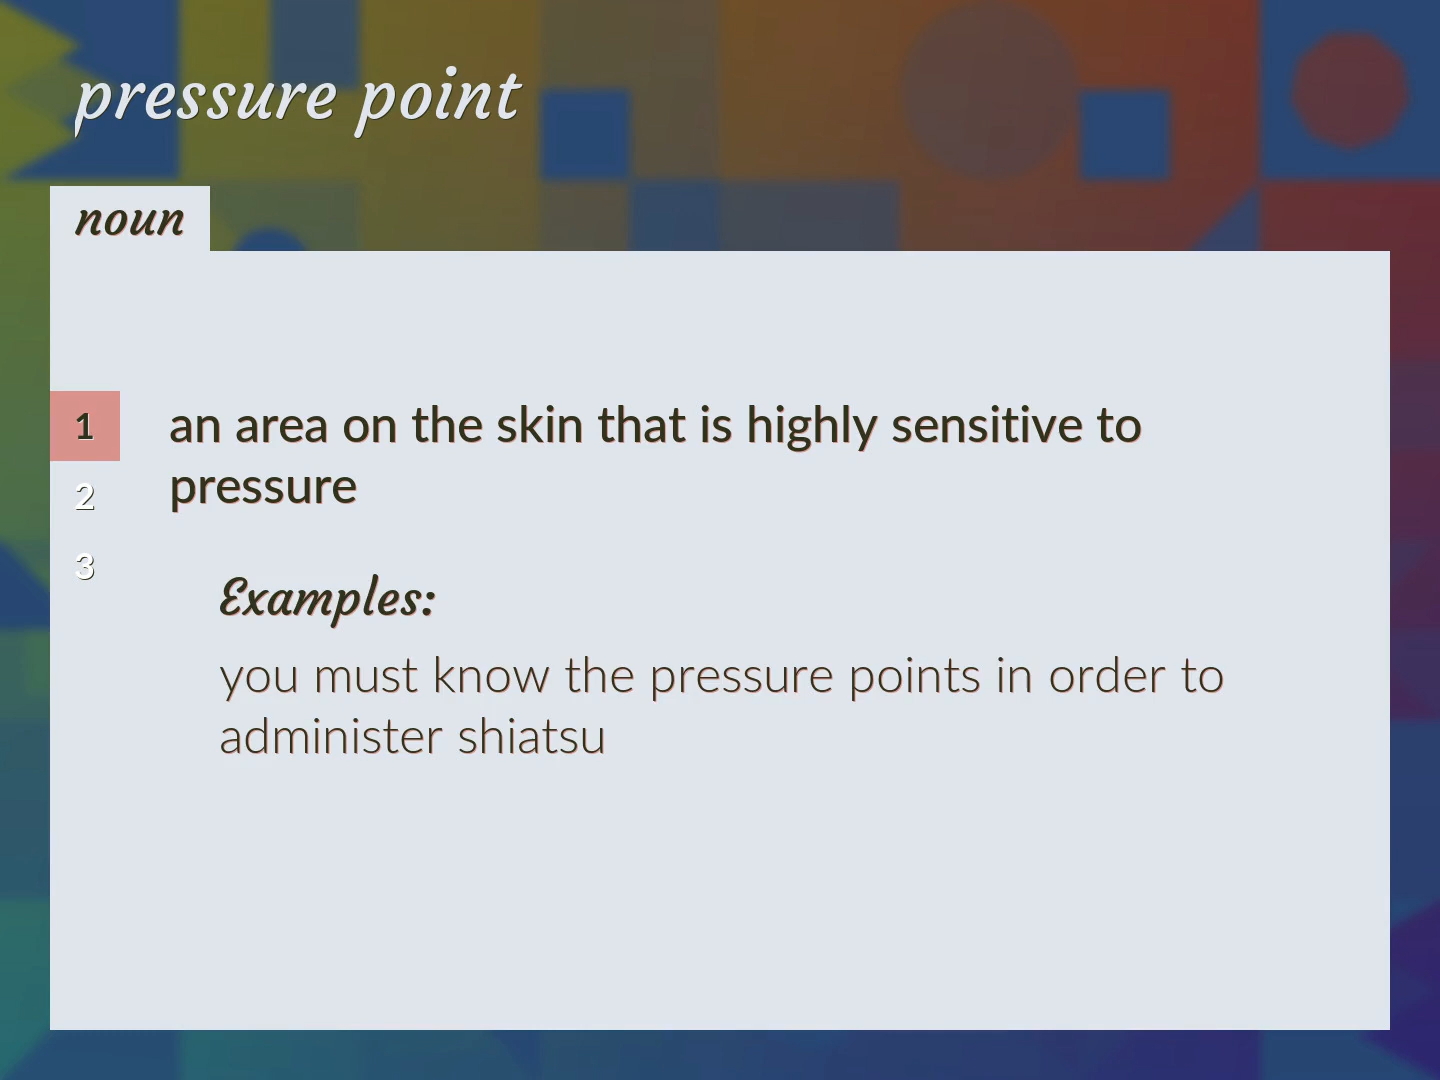 pressure point
noun
1
an area on the skin that is highly sensitive to
pressure
2
3
Examples:
you must know the pressure points in order to
administer shiatsu